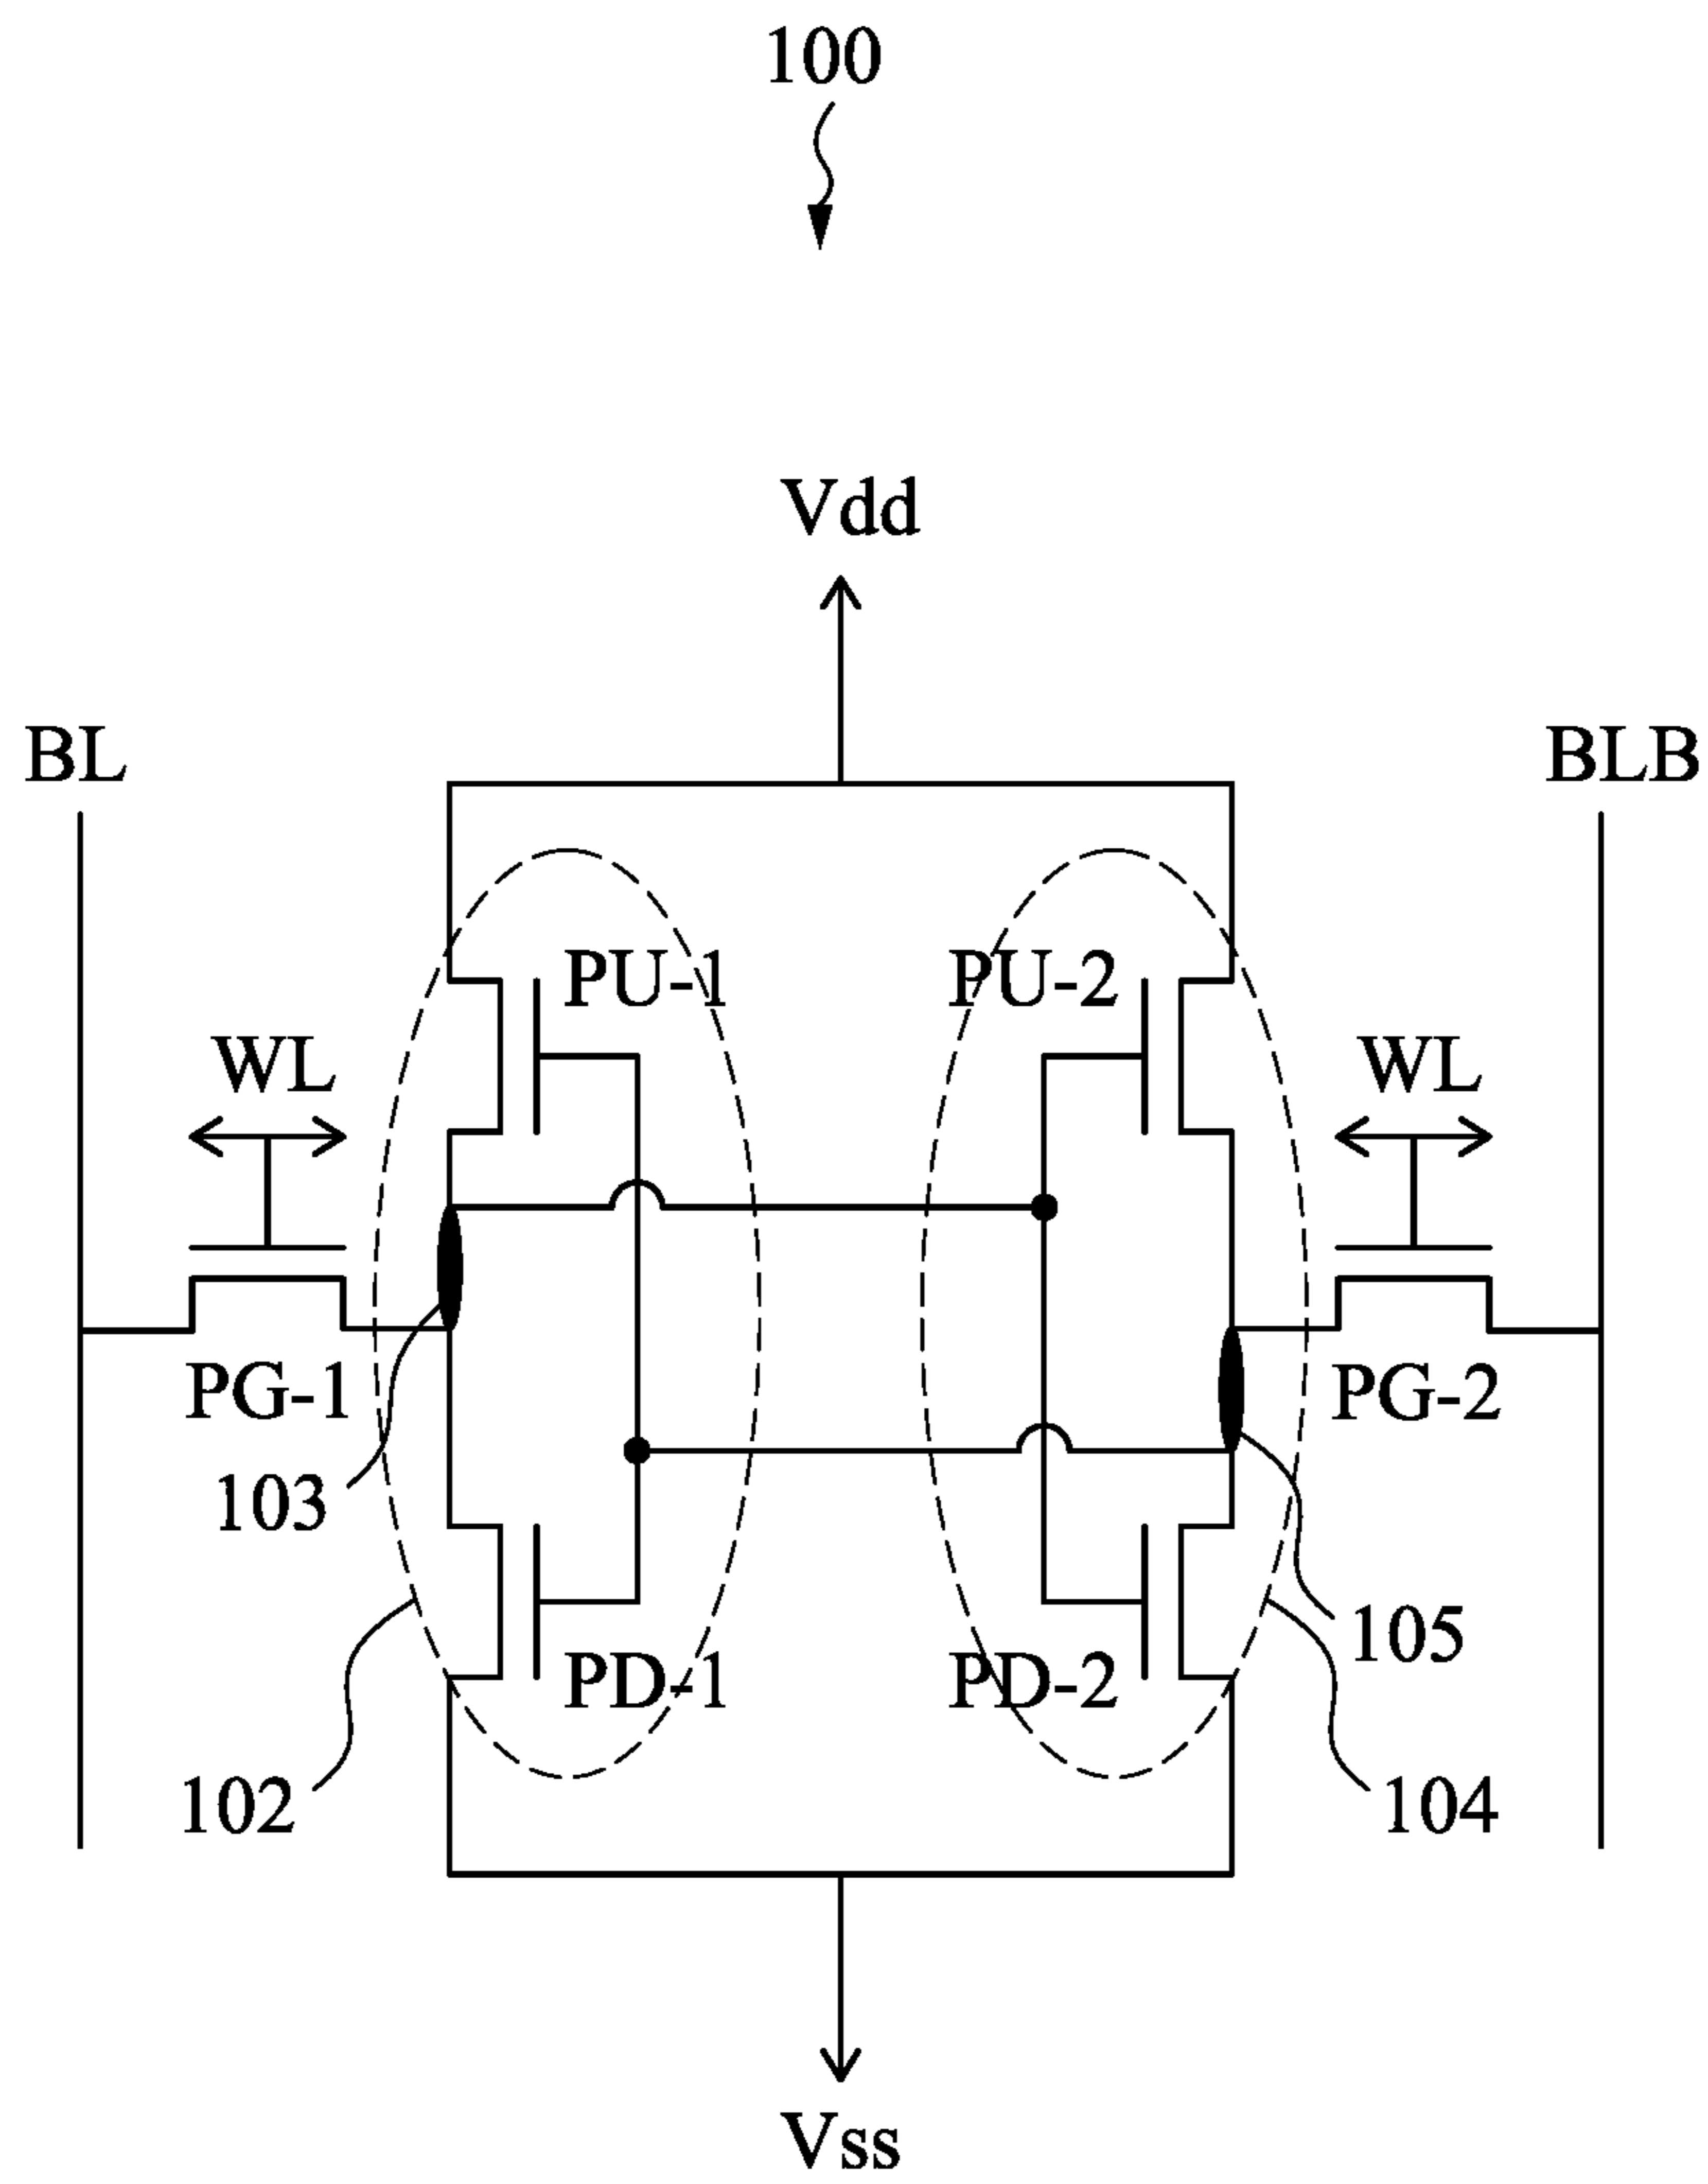 100
Vdd
BL
BLB
PU-1
PU-2
WL
WL
PG-1
PG-2
103
105
PD-1
PD-2
102
104
Vss